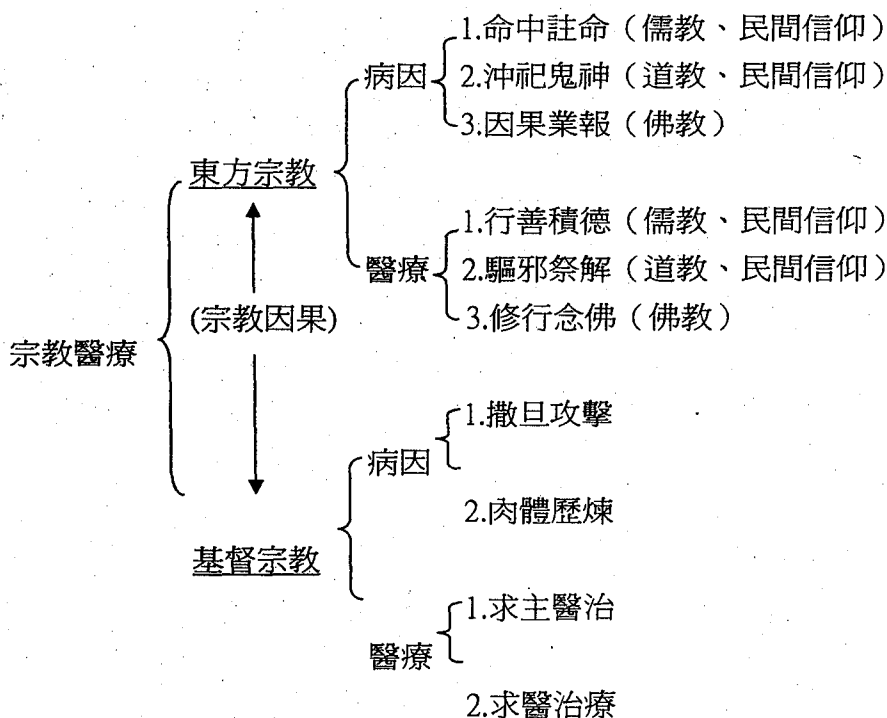 1.命中註命（儒教、民間信仰）
病因
2.沖祀鬼神（道教、民間信仰）
3.因果業報（佛教）
東方宗教
1.行善積德（儒教、民間信仰）
醫療
2.驅邪祭解（道教、民間信仰）
3.修行念佛（佛教）
(宗教因果)
宗教醫療
1.撒旦攻擊
病因
2.肉體歷煉
基督宗教
1.求主醫治
醫療
2.求醫治療